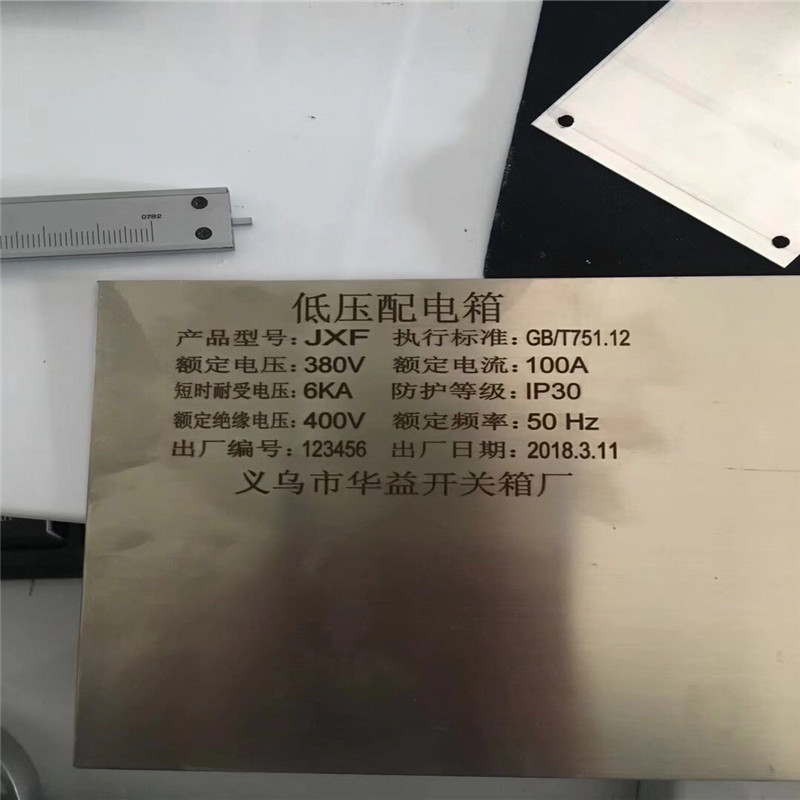 0782
低压配电箱
产品型号：JXF 执行标准：GB/T751.12
额定电压：380V 额定电流：100A
短时耐受电压：6KA 防护等级：IP30
额定绝缘电压：400V 额定频率：50 Hz
出厂编号：123456 出厂日期：2018.3.11
义乌市华益开关箱厂